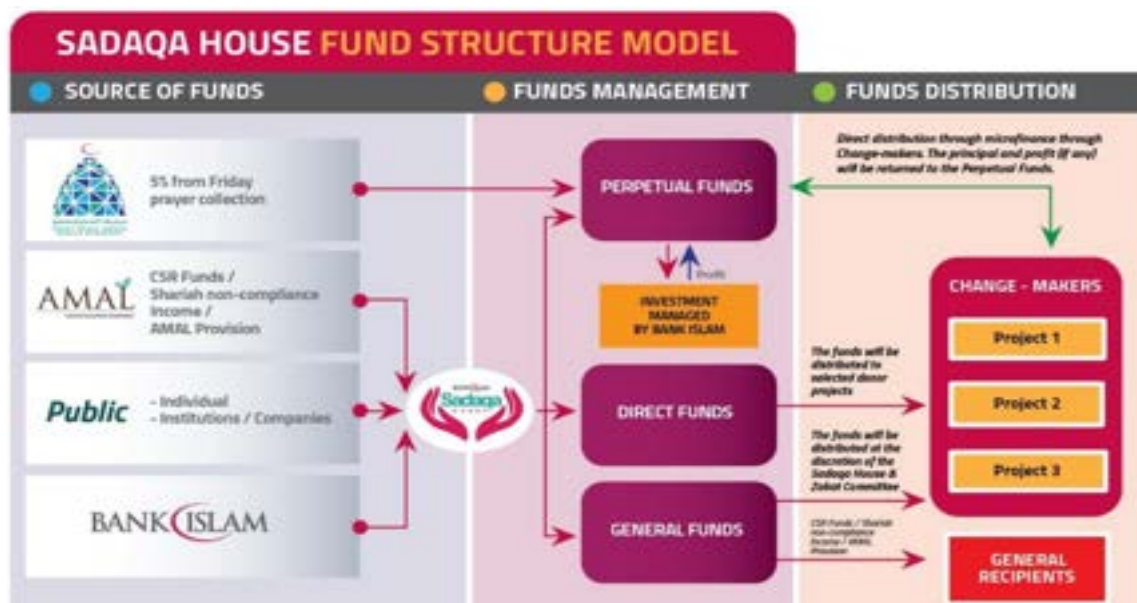 SADAQA HOUSE FUND STRUCTURE MODEL
SOURCE OF FUNDS
FUNDS MANAGEMENT
FUNDS DISTRIBUTION
5% from Friday
prayer collection
AMAL
CSR Funds /
Shariah non-compliance
Income /
AMAL Provision
Public
- Individual
- Institutions / Companies
BANK ISLAM
Sadaqa
PERPETUAL FUNDS
Profit
INVESTMENT
MANAGED
BY BANK ISLAM
DIRECT FUNDS
GENERAL FUNDS
Direct distribution through microfinance through
Change-makers. The principal and profit (if any)
will be returned to the Perpetual Funds.
The funds will be
distributed to
selected donor
projects
The funds will be
distributed at the
discretion of the
Sadaqa House &
Zakat Committee
CSR Funds / Shariah
non-compliance
Income / AMAL
Provision
CHANGE - MAKERS
Project 1
Project 2
Project 3
GENERAL
RECIPIENTS